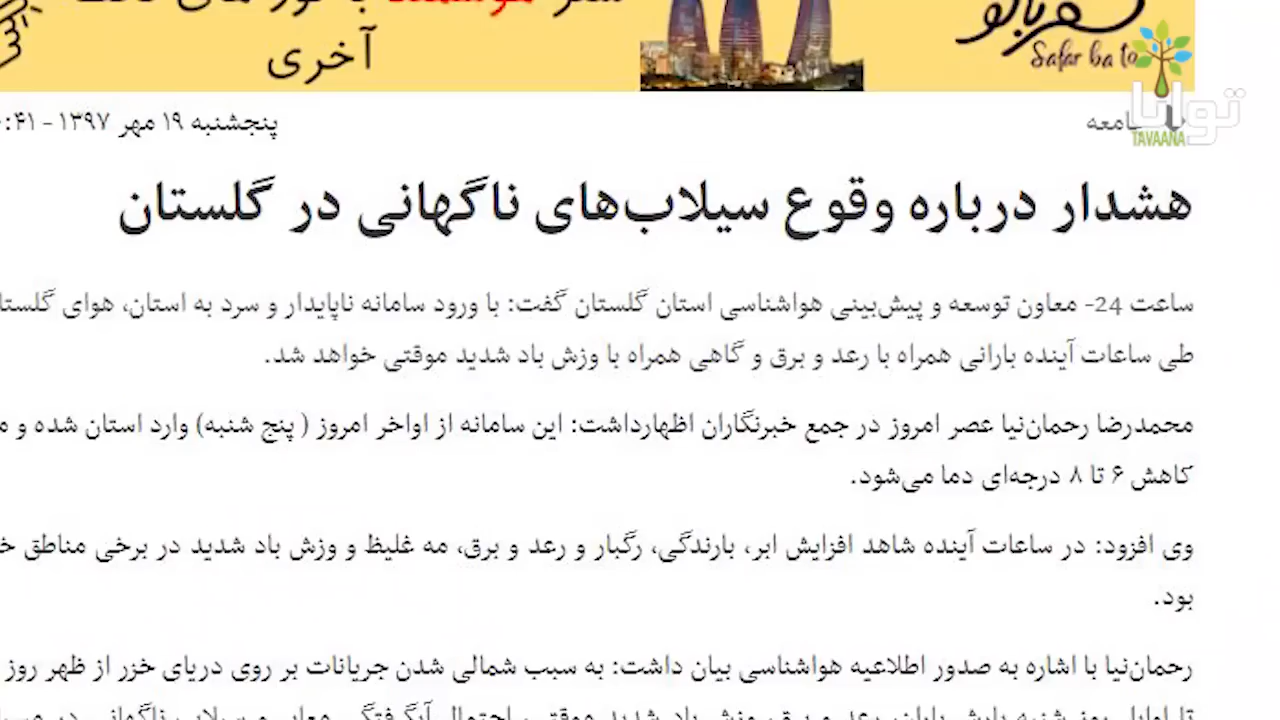 آخری
Safar ba to
توانا
TAVAANA
پنجشنبه ۱۹ مهر ۱۳۹۷ -
هشدار درباره وقوع سیلاب‌های ناگهانی در گلستان
ساعت 24- معاون توسعه و پیش‌بینی هواشناسی استان گلستان گفت: با ورود سامانه ناپایدار و سرد به استان، هوای
طی ساعات آینده بارانی همراه با رعد و برق و گاهی همراه با وزش باد شدید موقتی خواهد شد.
محمدرضا رحمان‌نیا عصر امروز در جمع خبرنگاران اظهارداشت: این سامانه از اواخر امروز ( پنج شنبه) وارد استان شده و
کاهش ۶ تا ۸ درجه‌ای دما می‌شود.
وی افزود: در ساعات آینده شاهد افزایش ابر، بارندگی، رگبار و رعد و برق، مه غلیظ و وزش باد شدید در برخی مناطق
بود.
رحمان‌نیا با اشاره به صدور اطلاعیه هواشناسی بیان داشت: به سبب شمالی شدن جریانات بر روی دریای خزر از ظهر روز